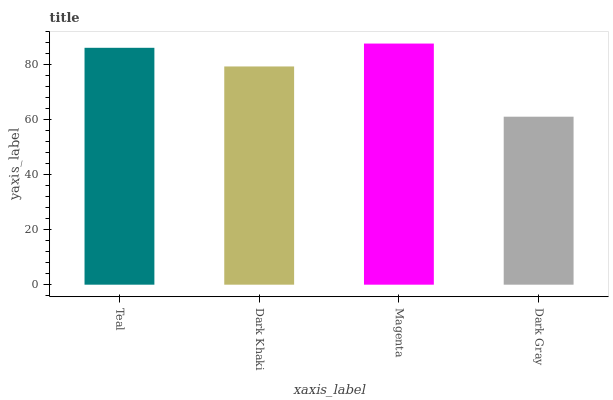 title
yaxis_label
80
60
40
20
0
Teal
Dark Khaki
Magenta
Dark Gray
xaxis_label